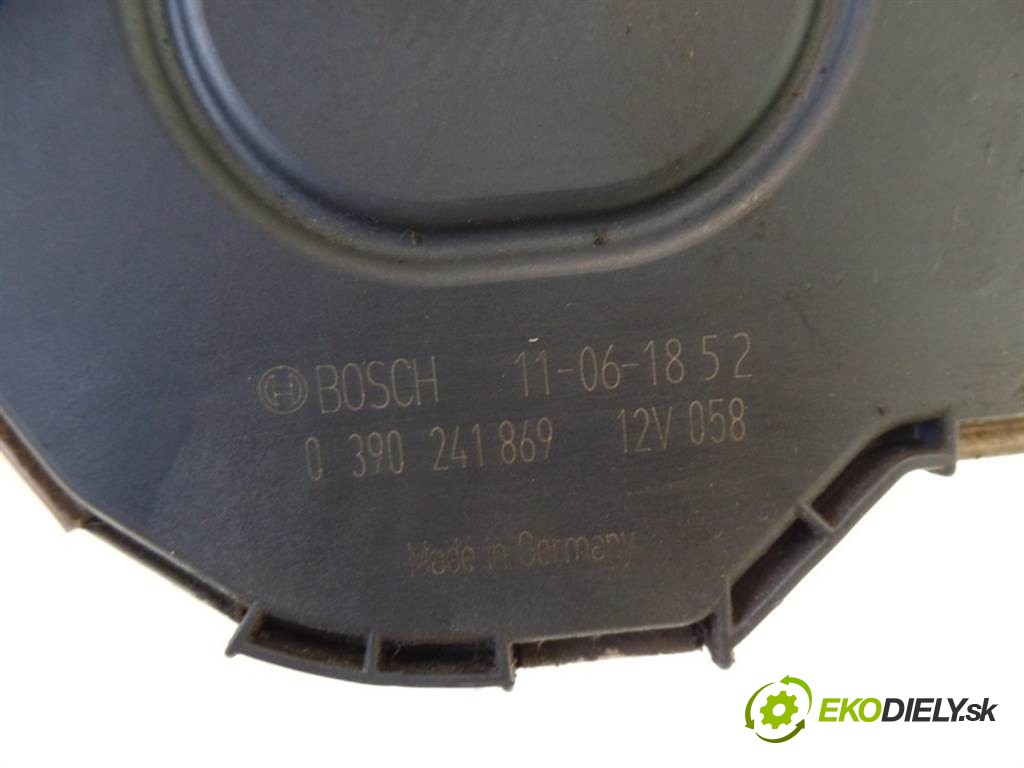 BOSCH 11-06-18 5 2
0 390 241 869 12V 058
Made in Germany
EKODIELY.sk